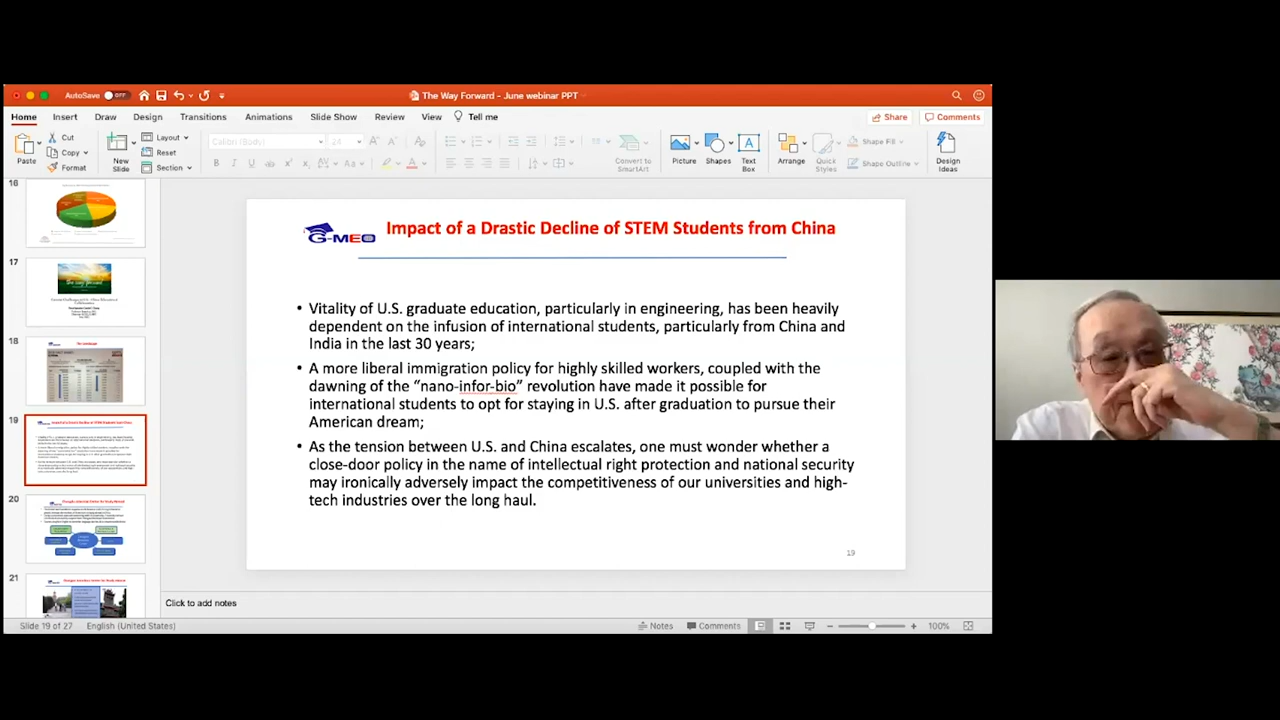 AutoSave OFF
The Way Forward - June webinar PPT
Home Insert Draw Design Transitions Animations Slide Show Review View Tell me
Share Comments
Paste
Cut
Copy
Format
New Slide
Layout
Reset
Section
Calibri (Body) 24
Convert to SmartArt
Picture
Shapes
Text Box
Arrange
Quick Styles
Shape Fill
Shape Outline
Design Ideas
16
17
18
19
20
21
G-MEO
Impact of a Drastic Decline of STEM Students from China
• Vitality of U.S. graduate education, particularly in engineering, has been heavily
dependent on the infusion of international students, particularly from China and
India in the last 30 years;
• A more liberal immigration policy for highly skilled workers, coupled with the
dawning of the “nano-infor-bio” revolution have made it possible for
international students to opt for staying in U.S. after graduation to pursue their
American dream;
• tension between U.S. and China escalates, one must wonder whether a
close-door policy in the name of intellectual right protection and national security
may ironically adversely impact the competitiveness of our universities and high-
tech industries over the long haul.
19
Click to add notes
Slide 19 of 27 English (United States)
Notes Comments 100%